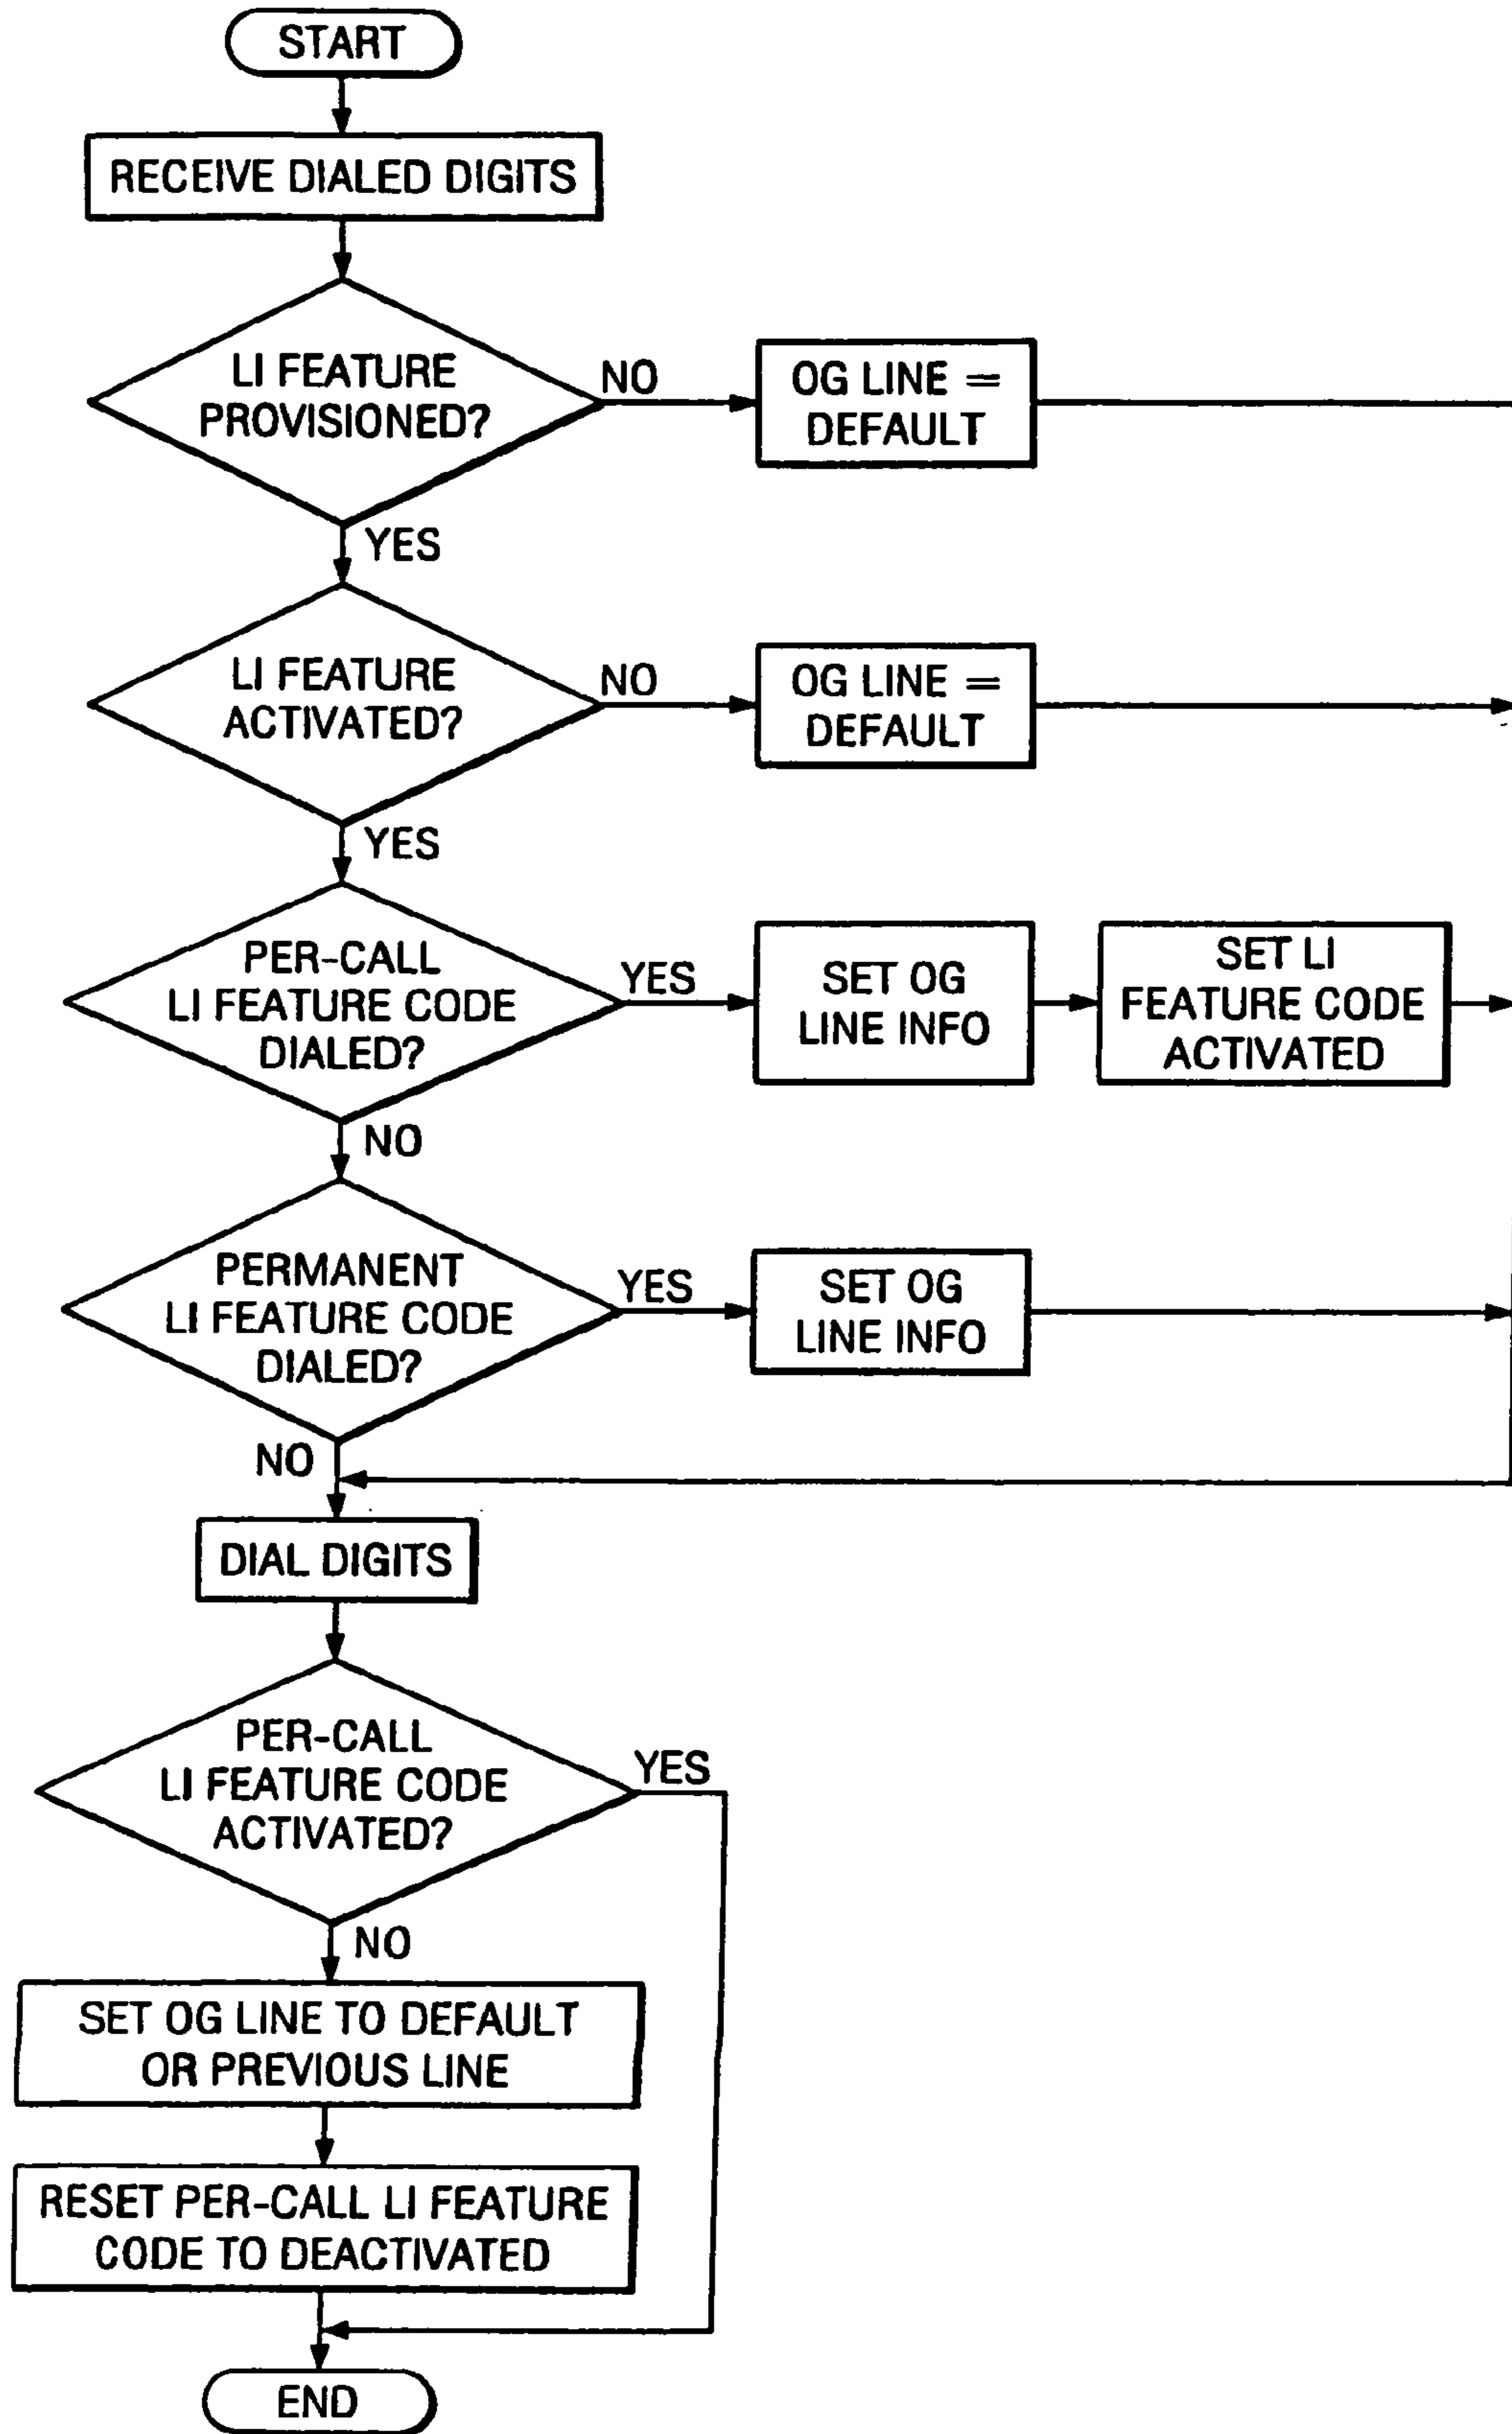 START
RECEIVE DIALED DIGITS
LI FEATURE
PROVISIONED?
NO
OG LINE =
DEFAULT
YES
LI FEATURE
ACTIVATED?
NO
OG LINE =
DEFAULT
YES
PER-CALL
LI FEATURE CODE
DIALED?
YES
SET OG
LINE INFO
SET LI
FEATURE CODE
ACTIVATED
NO
PERMANENT
LI FEATURE CODE
DIALED?
YES
SET OG
LINE INFO
NO
DIAL DIGITS
PER-CALL
LI FEATURE CODE
ACTIVATED?
YES
NO
SET OG LINE TO DEFAULT
OR PREVIOUS LINE
RESET PER-CALL LI FEATURE
CODE TO DEACTIVATED
END